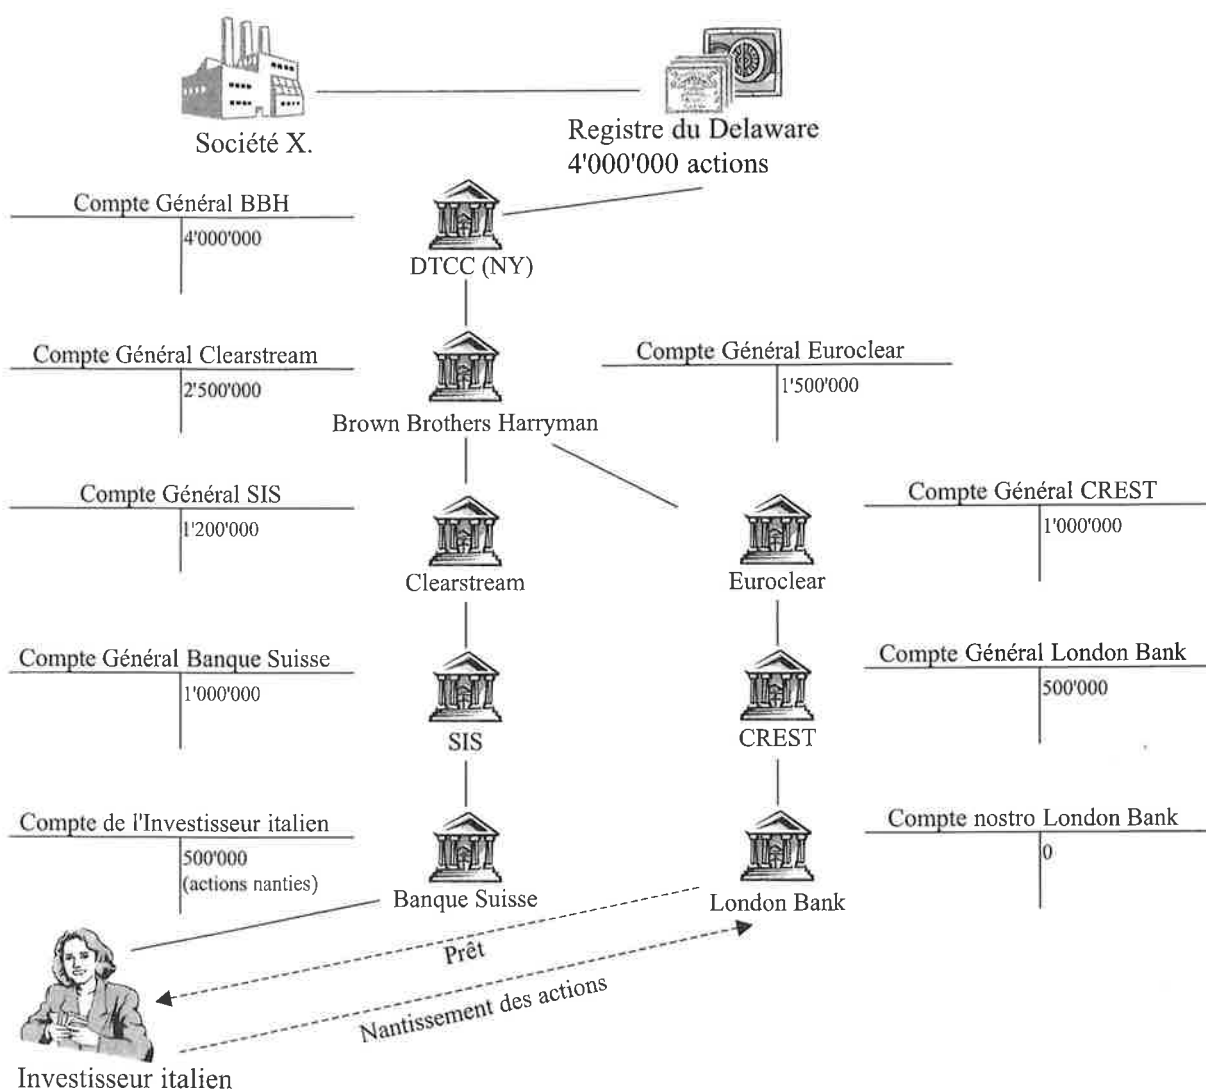 Société X.
Registre du Delaware
4'000'000 actions
Compte Général BBH
4'000'000
DTCC (NY)
Compte Général Clearstream
2'500'000
Brown Brothers Harryman
Compte Général Euroclear
1'500'000
Compte Général SIS
1'200'000
Clearstream
Euroclear
Compte Général CREST
1'000'000
Compte Général Banque Suisse
1'000'000
SIS
CREST
Compte Général London Bank
500'000
Compte de l'Investisseur italien
500'000
(actions nanties)
Banque Suisse
London Bank
Compte nostro London Bank
0
Prêt
Nantissement des actions
Investisseur italien